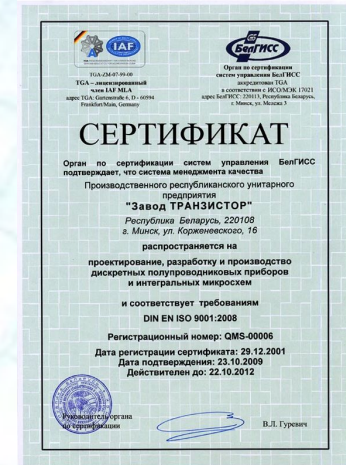 IAF
TGA-ZM-07-99-00
TGA – лицензированный
член IAF MLA
адрес TGA, Gartenstraße 6, D - 60594
Frankfurt/Main, Germany
БелГИСС
Орган по сертификации
систем управления БелГИСС
аккредитован TGA
в соответствии с ИСО/МЭК 17021
адрес БелГИСС: 220113, Республика Беларусь,
г. Минск, ул. Мележа 3
СЕРТИФИКАТ
Орган по сертификации систем управления БелГИСС
подтверждает, что система менеджмента качества
Производственного республиканского унитарного
предприятия
"Завод ТРАНЗИСТОР"
Республика Беларусь, 220108
г. Минск, ул. Корженевского, 16
распространяется на
проектирование, разработку и производство
дискретных полупроводниковых приборов
и интегральных микросхем
и соответствует требованиям
DIN EN ISO 9001:2008
Регистрационный номер: QMS-00006
Дата регистрации сертификата: 29.12.2001
Дата подтверждения: 23.10.2009
Действителен до: 22.10.2012
Руководитель органа
по сертификации
В.Л. Гуревич